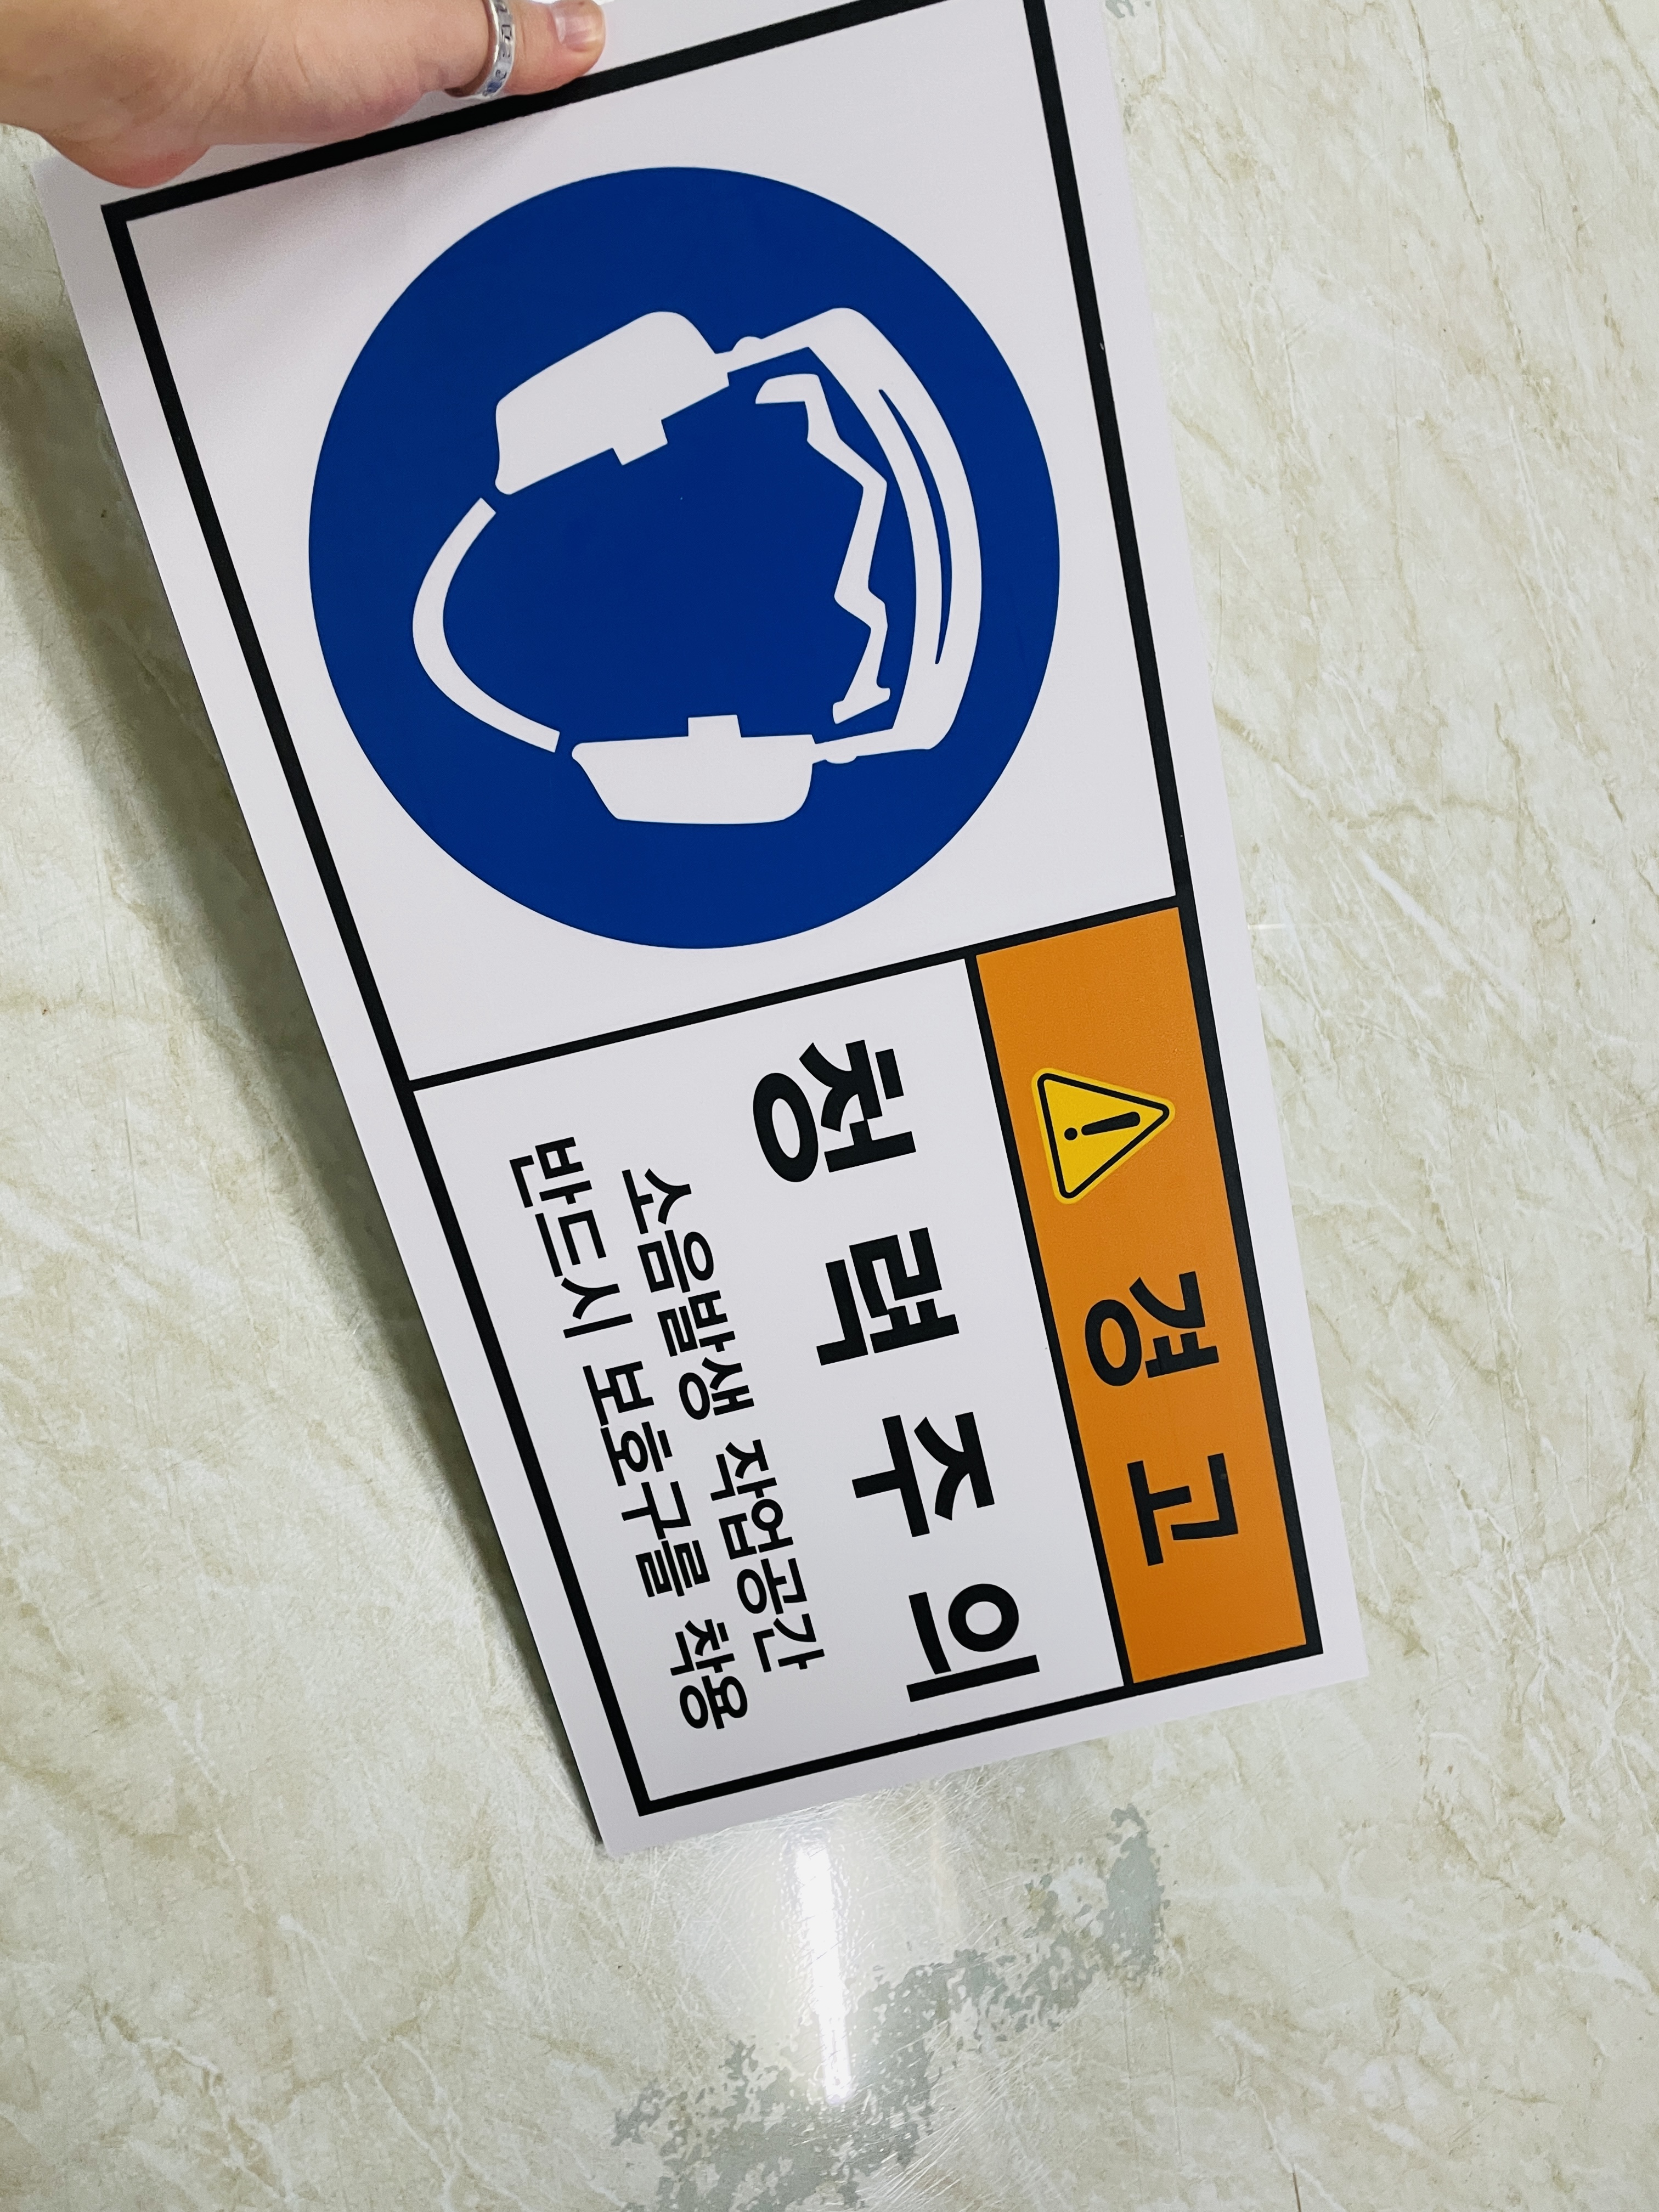 경고
청력주의
소음발생 작업공간
반드시 보호구를 착용